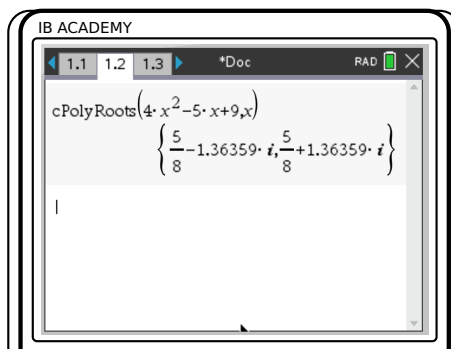 IB ACADEMY
1.1 1.2 1.3 *Doc RAD
cPolyRoots(4·x²−5·x+9,x)
{5/8−1.36359·i,5/8+1.36359·i}